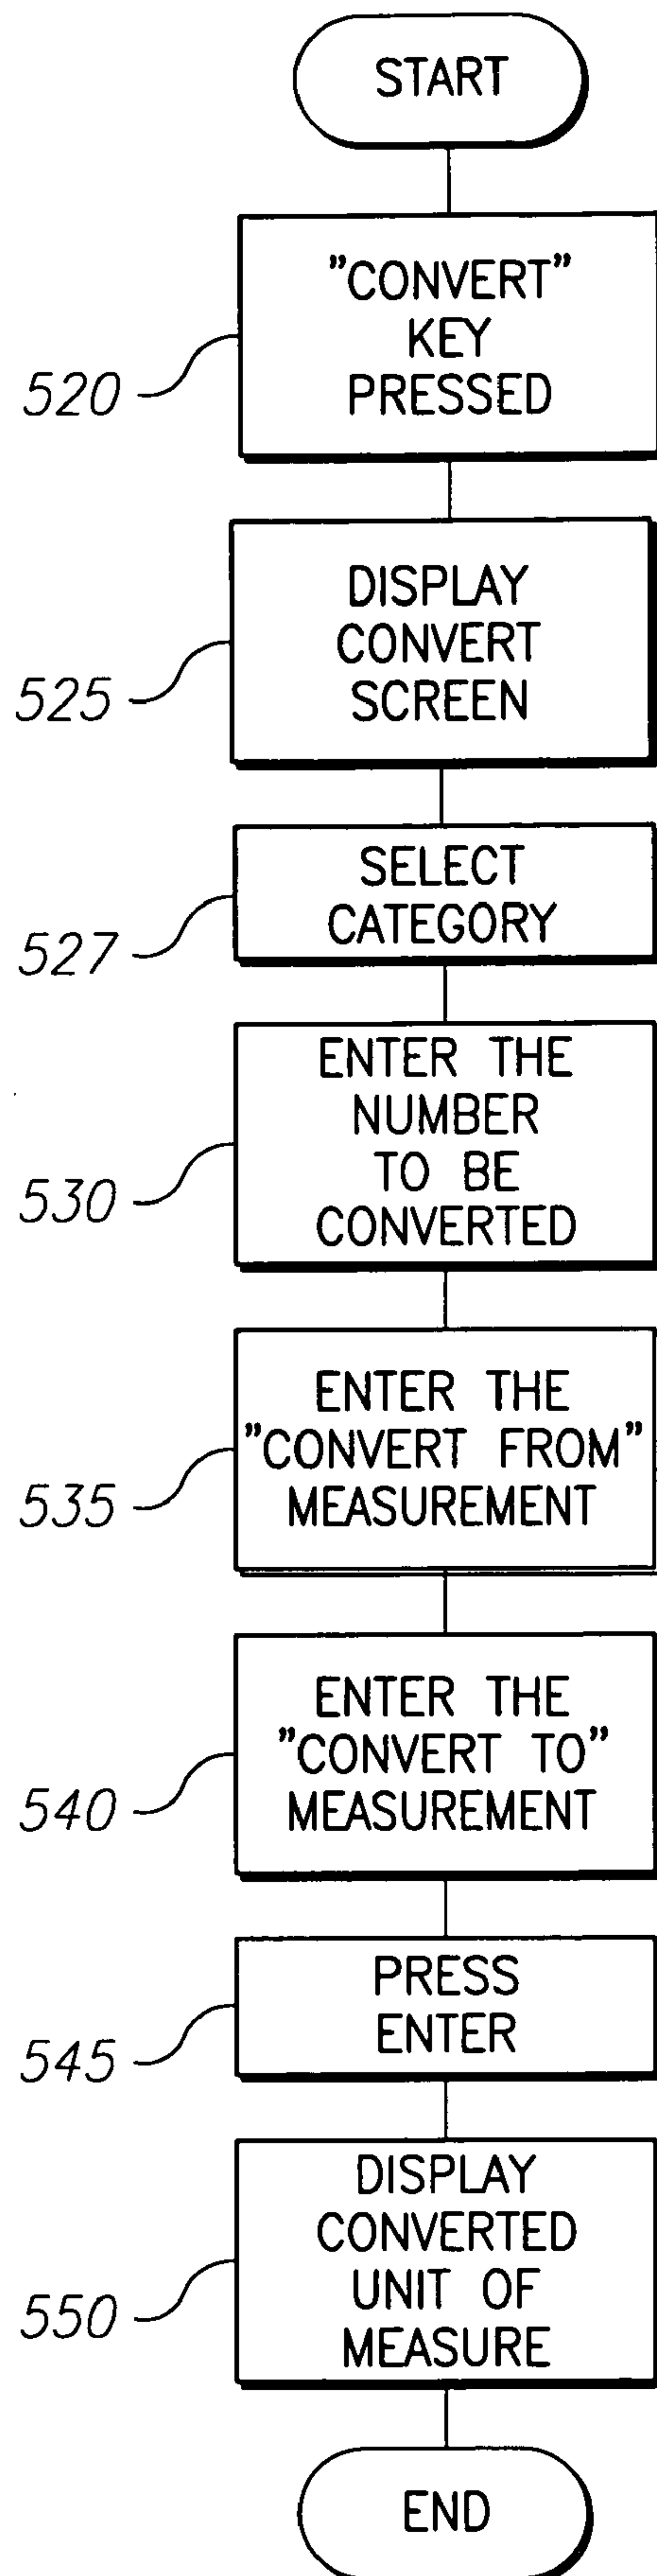 START
"CONVERT"
KEY
PRESSED
520
DISPLAY
CONVERT
SCREEN
525
SELECT
CATEGORY
527
ENTER THE
NUMBER
TO BE
CONVERTED
530
ENTER THE
"CONVERT FROM"
MEASUREMENT
535
ENTER THE
"CONVERT TO"
MEASUREMENT
540
PRESS
ENTER
545
DISPLAY
CONVERTED
UNIT OF
MEASURE
550
END